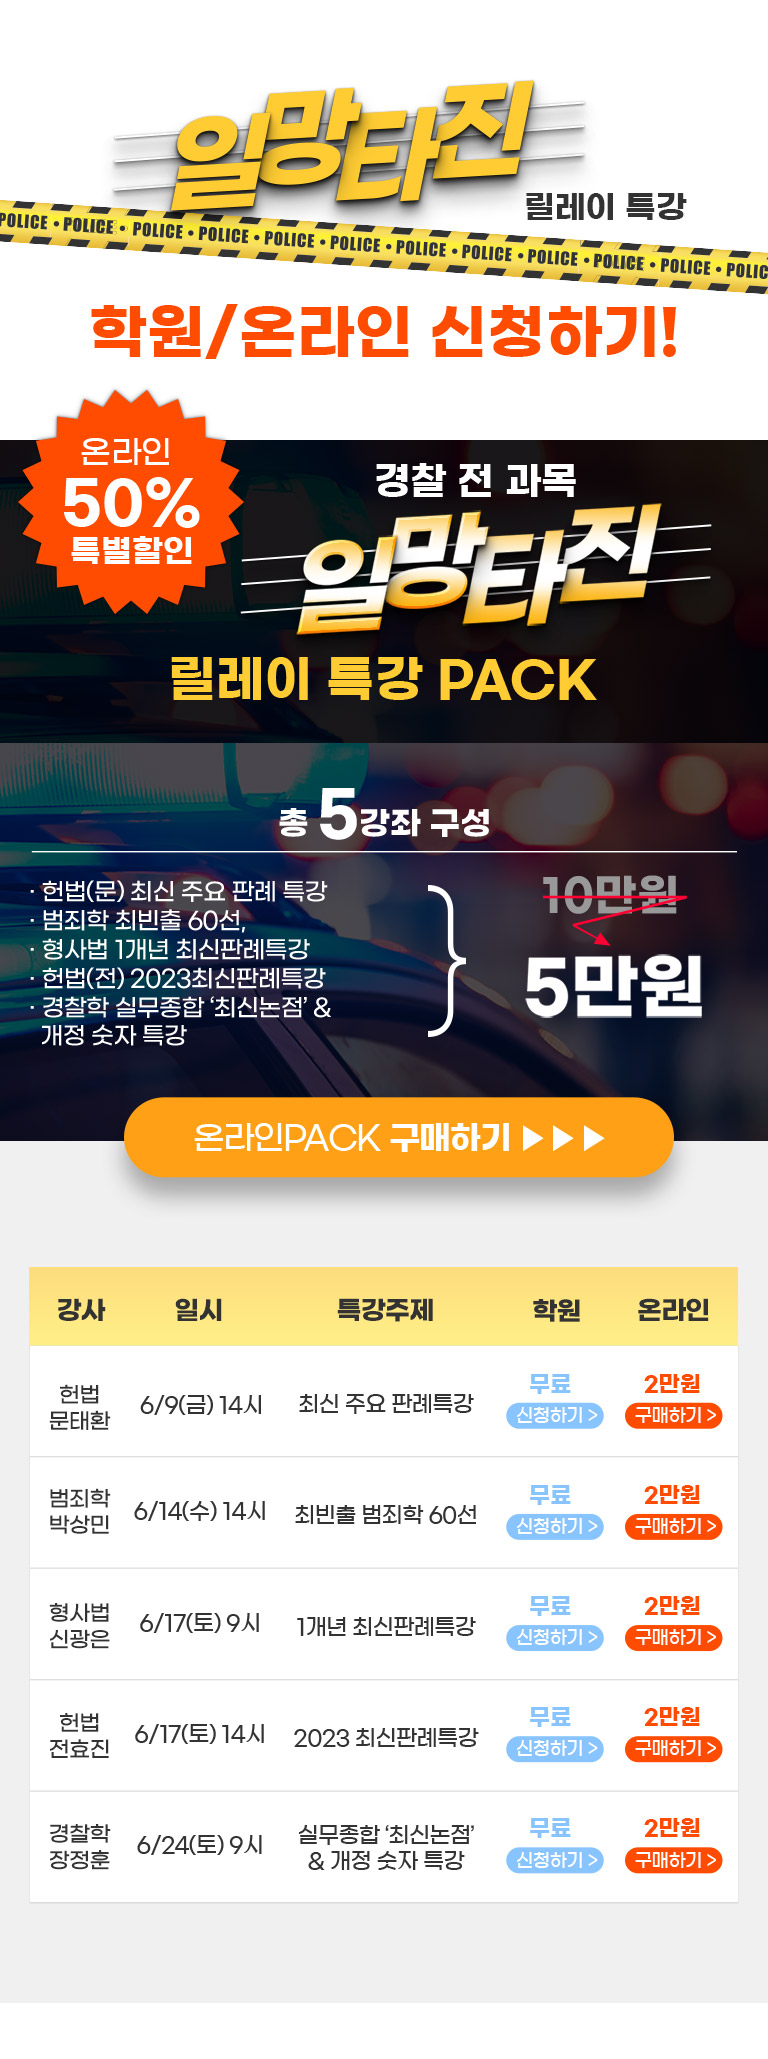 일망타진
릴레이 특강
POLICE • POLICE • POLICE • POLICE • POLICE • POLICE • POLICE • POLICE • POLICE • POLICE • POLICE • POLIC
학원/온라인 신청하기!
온라인
50%
특별할인
경찰 전 과목
일망타진
릴레이 특강 PACK
총 5강좌 구성
· 헌법(문) 최신 주요 판례 특강
· 범죄학 최빈출 60선,
· 형사법 1개년 최신판례특강
· 헌법(전) 2023최신판례특강
· 경찰학 실무종합 ‘최신논점’ &
개정 숫자 특강
10만원
5만원
온라인PACK 구매하기 ▶ ▶ ▶
강사 일시 특강주제 학원 온라인
헌법
문태환
6/9(금) 14시
최신 주요 판례특강
무료
신청하기 >
2만원
구매하기 >
범죄학
박상민
6/14(수) 14시
최빈출 범죄학 60선
무료
신청하기 >
2만원
구매하기 >
형사법
신광은
6/17(토) 9시
1개년 최신판례특강
무료
신청하기 >
2만원
구매하기 >
헌법
전효진
6/17(토) 14시
2023 최신판례특강
무료
신청하기 >
2만원
구매하기 >
경찰학
장정훈
6/24(토) 9시
실무종합 ‘최신논점’
& 개정 숫자 특강
무료
신청하기 >
2만원
구매하기 >